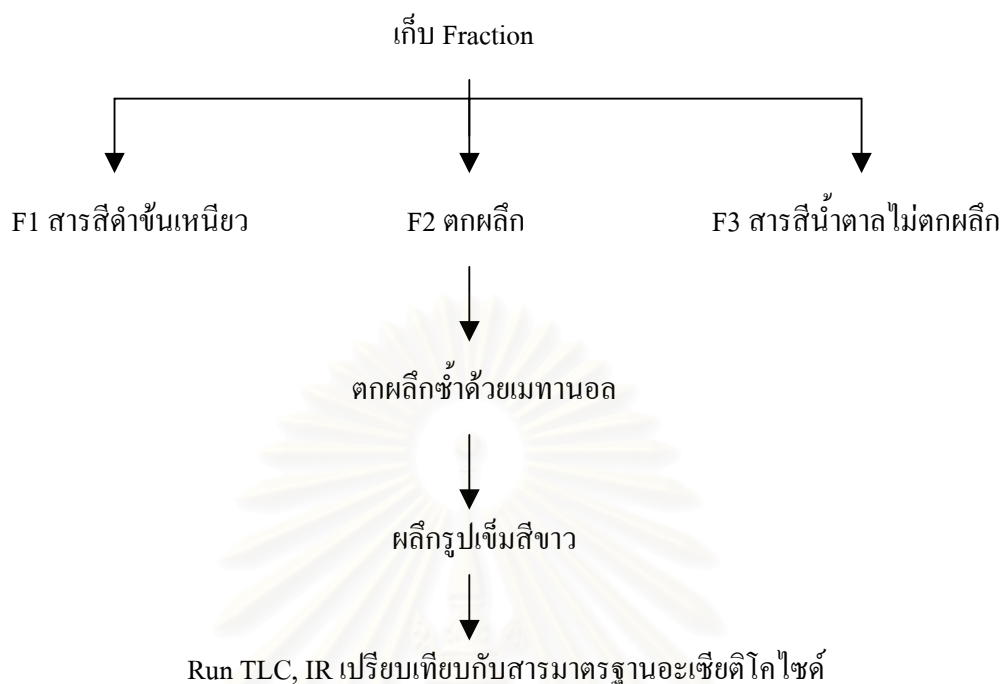 เก็บ Fraction
F1 สารสีดำข้นเหนียว F2 ตกผลึก F3 สารสีน้ำตาลไม่ตกผลึก
ตกผลึกซ้ำด้วยเมทานอล
ผลึกรูปเข็มสีขาว
Run TLC, IR เปรียบเทียบกับสารมาตรฐานอะเซียติโคไซด์